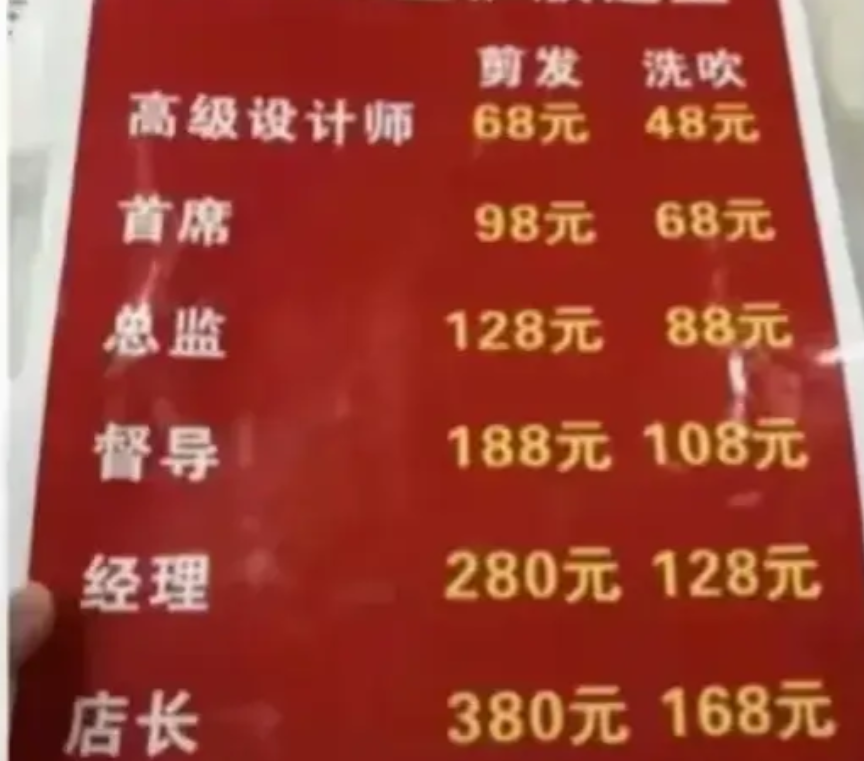 剪发 洗吹
高级设计师 68元 48元
首席 98元 68元
总监 128元 88元
督导 188元 108元
经理 280元 128元
店长 380元 168元